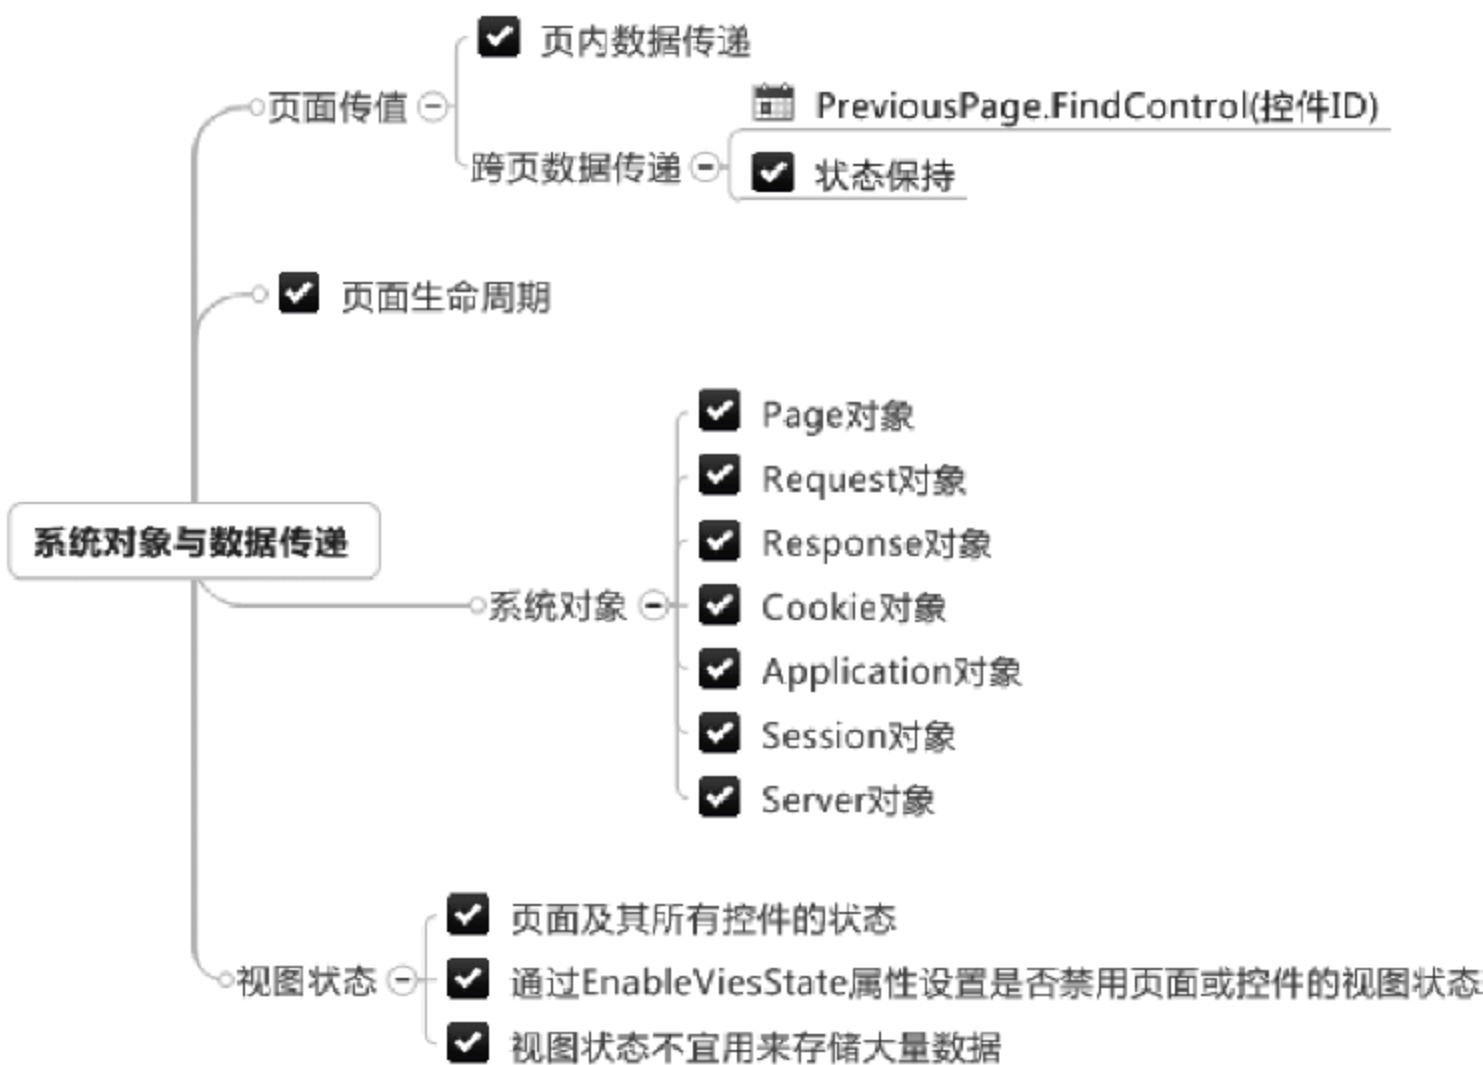 页内数据传递
页面传值
PreviousPage.FindControl(控件ID)
跨页数据传递
状态保持
页面生命周期
Page对象
Request对象
Response对象
系统对象与数据传递
系统对象
Cookie对象
Application对象
Session对象
Server对象
页面及其所有控件的状态
视图状态
通过EnableViesState属性设置是否禁用页面或控件的视图状态
视图状态不宜用来存储大量数据